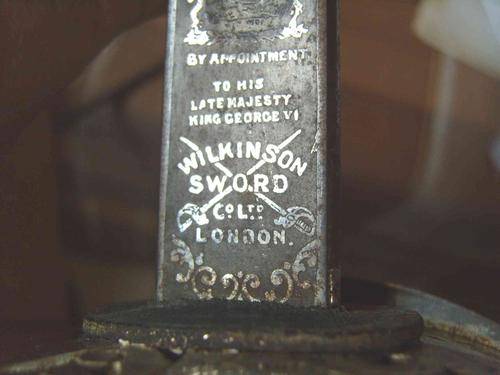 BY APPOINTMENT
TO HIS
LATE MAJESTY
KING GEORGE VI
WILKINSON
SWORD
Co. LTD
LONDON.